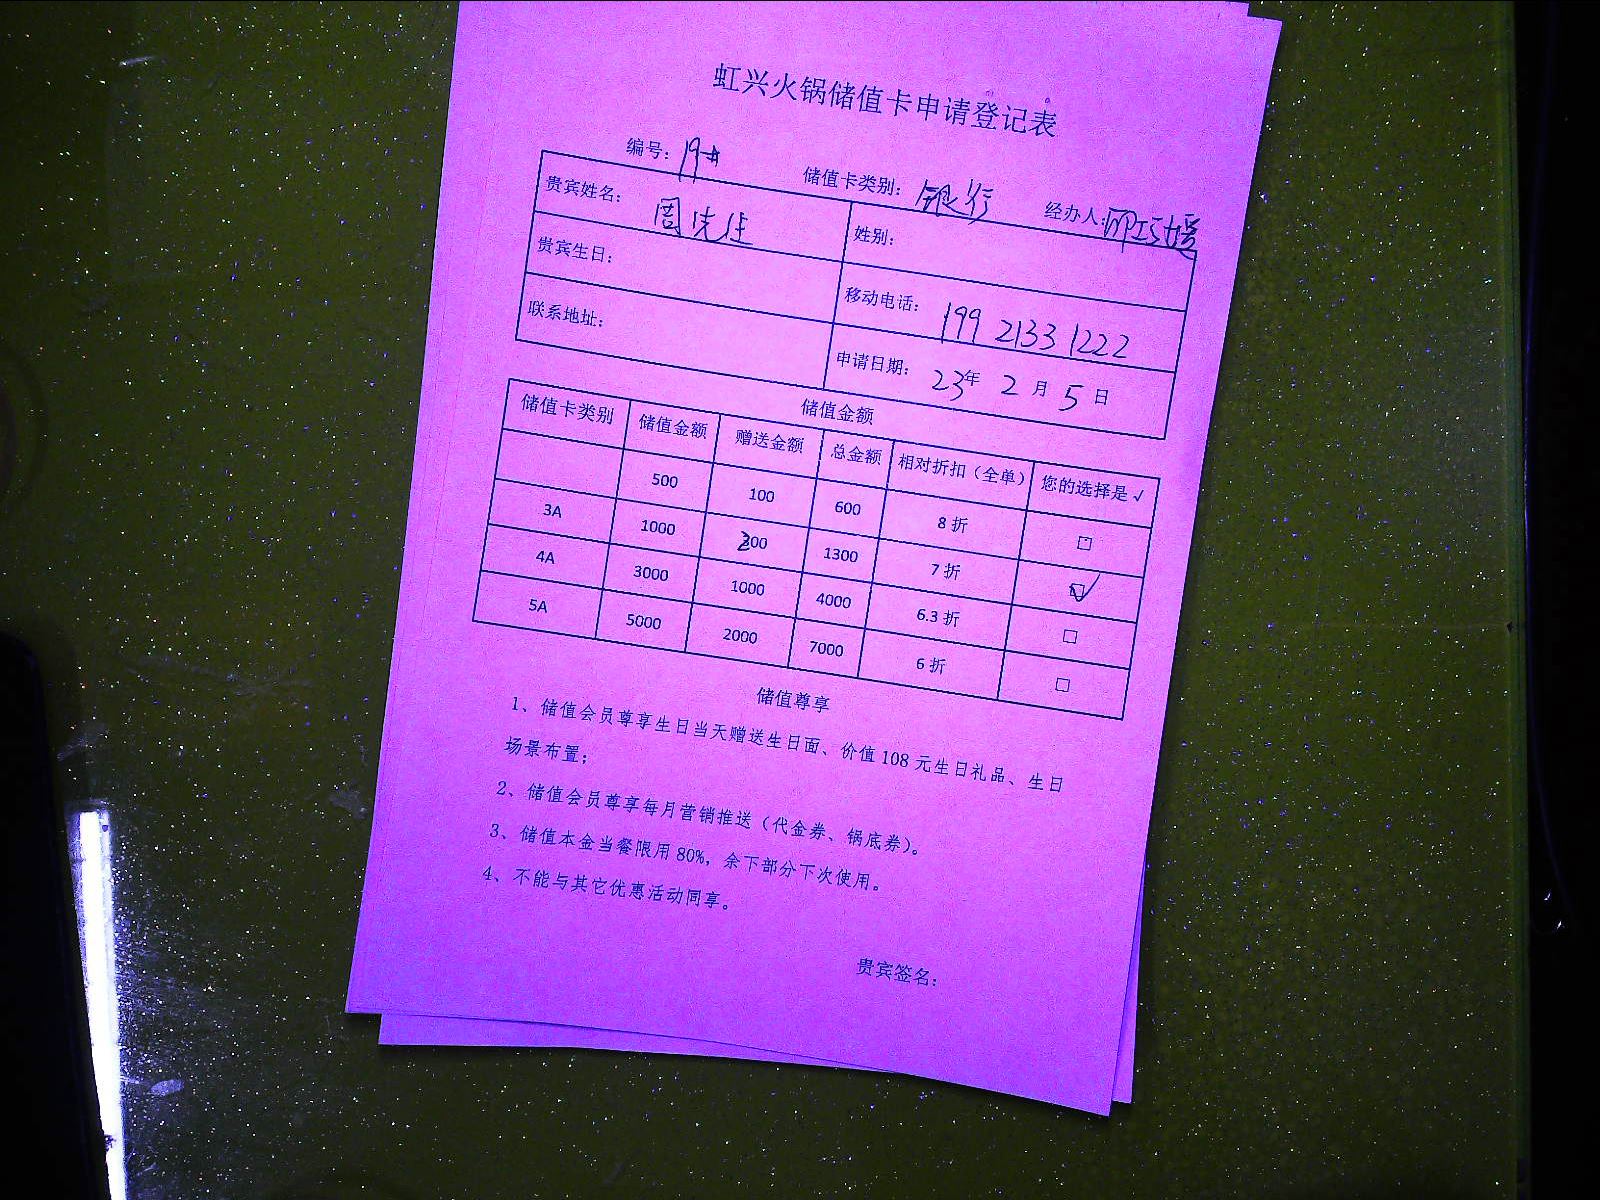 虹兴火锅储值卡申请登记表
编号：19# 储值卡类别：银行 经办人：
贵宾姓名：周先生 姓别：
贵宾生日： 移动电话：199 2133 1222
联系地址： 申请日期：23年 2 月 5 日
储值金额
储值卡类别 储值金额 赠送金额 总金额 相对折扣（全单） 您的选择是√
500 100 600 8 折 □
3A 1000 200 1300 7 折 ☑
4A 3000 1000 4000 6.3 折 □
5A 5000 2000 7000 6 折 □
储值尊享
1、储值会员尊享生日当天赠送生日面、价值 108 元生日礼品、生日
场景布置；
2、储值会员尊享每月营销推送（代金券、锅底券）。
3、储值本金当餐限用 80%，余下部分下次使用。
4、不能与其它优惠活动同享。
贵宾签名：